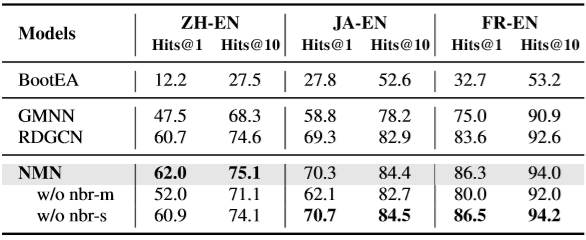 Models ZH-EN JA-EN FR-EN
Hits@1 Hits@10 Hits@1 Hits@10 Hits@1 Hits@10
BootEA 12.2 27.5 27.8 52.6 32.7 53.2
GMNN 47.5 68.3 58.8 78.2 75.0 90.9
RDGCN 60.7 74.6 69.3 82.9 83.6 92.6
NMN 62.0 75.1 70.3 84.4 86.3 94.0
w/o nbr-m 52.0 71.1 62.1 82.7 80.0 92.0
w/o nbr-s 60.9 74.1 70.7 84.5 86.5 94.2